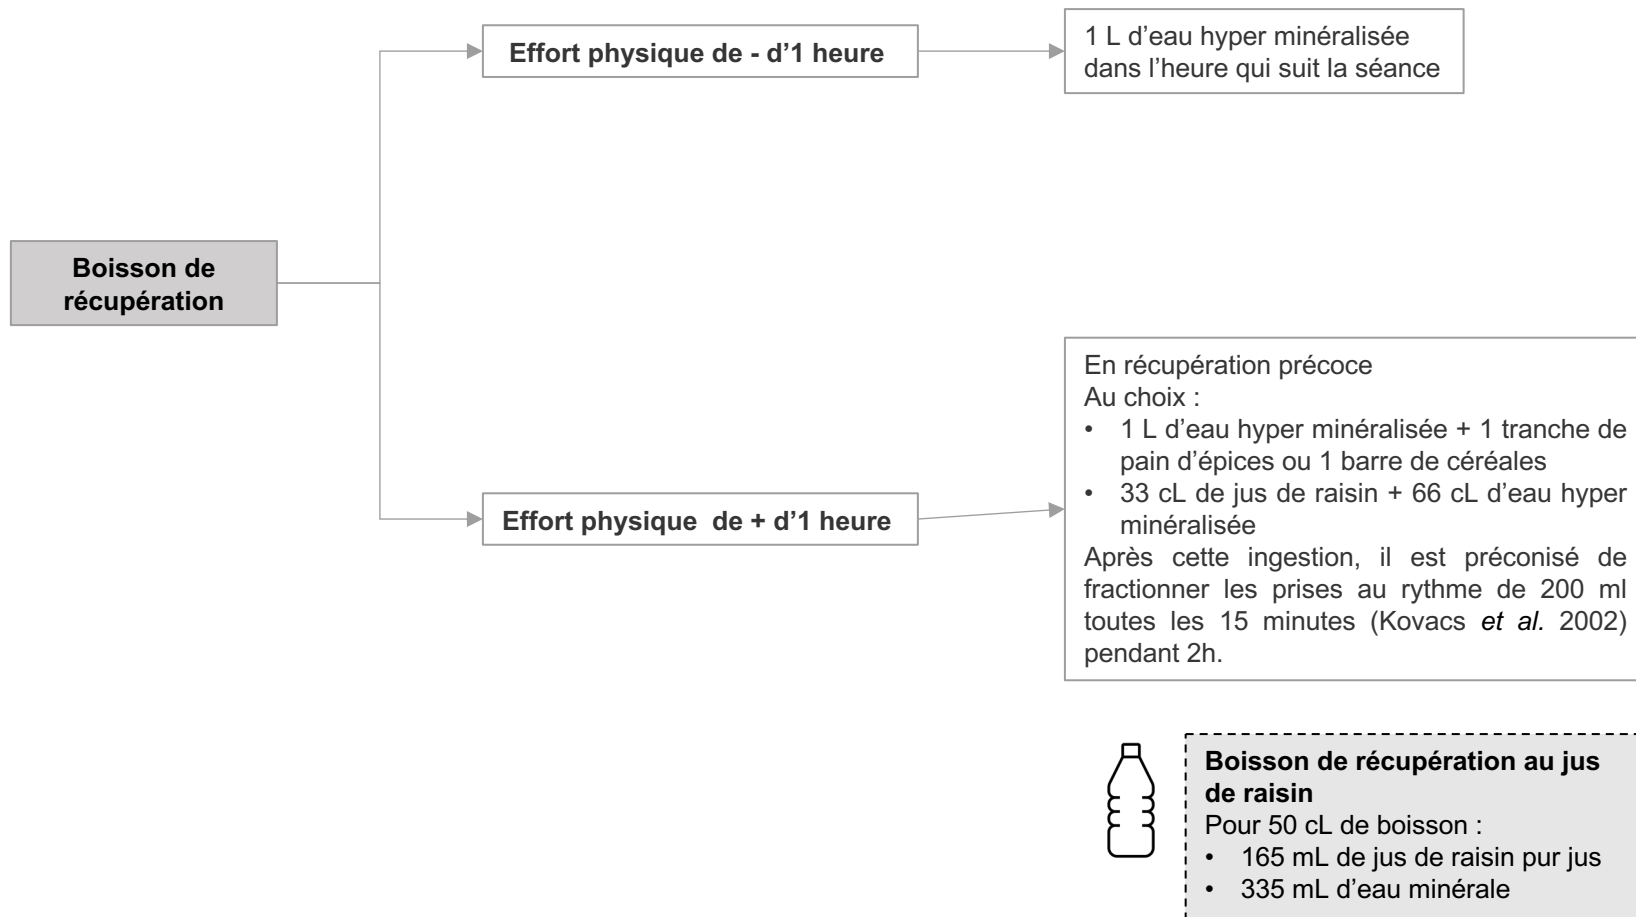 Effort physique de - d’1 heure
1 L d’eau hyper minéralisée
dans l’heure qui suit la séance
Boisson de
récupération
Effort physique  de + d’1 heure
En récupération précoce
Au choix :
• 1 L d’eau hyper minéralisée + 1 tranche de
pain d’épices ou 1 barre de céréales
• 33 cL de jus de raisin + 66 cL d’eau hyper
minéralisée
Après cette ingestion, il est préconisé de
fractionner les prises au rythme de 200 ml
toutes les 15 minutes (Kovacs et al. 2002)
pendant 2h.
Boisson de récupération au jus
de raisin
Pour 50 cL de boisson :
• 165 mL de jus de raisin pur jus
• 335 mL d’eau minérale